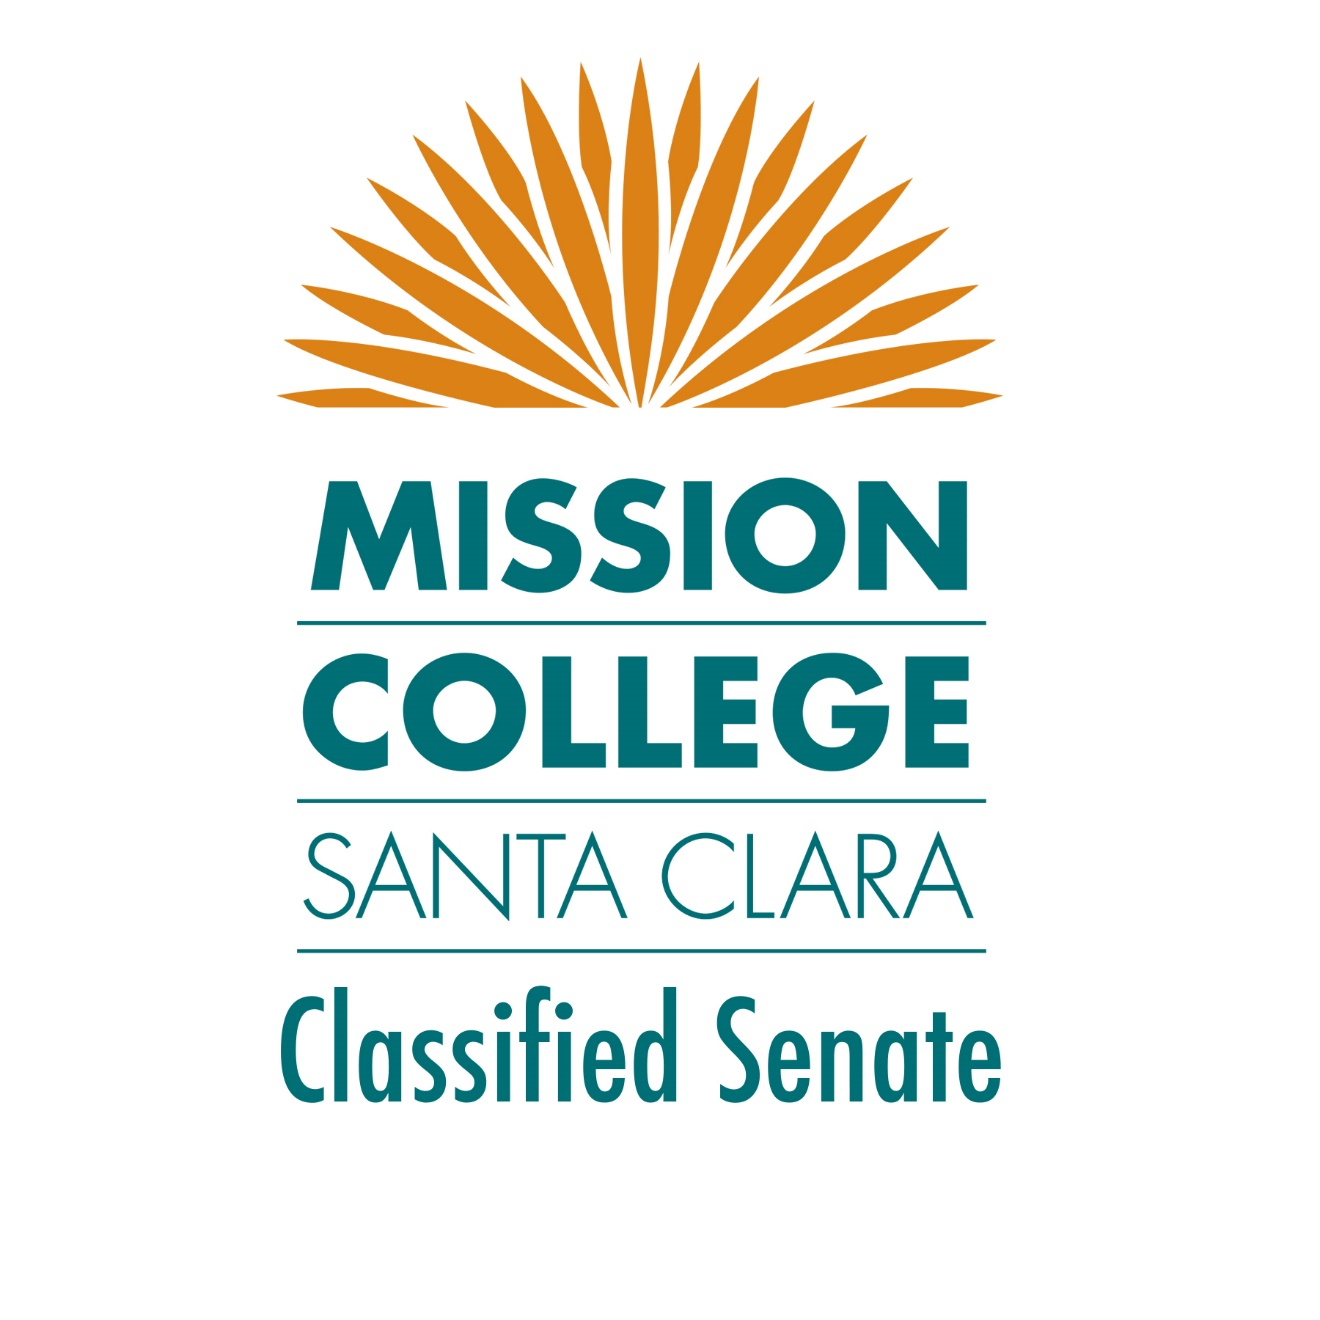 MISSION
COLLEGE
SANTA CLARA
Classified Senate